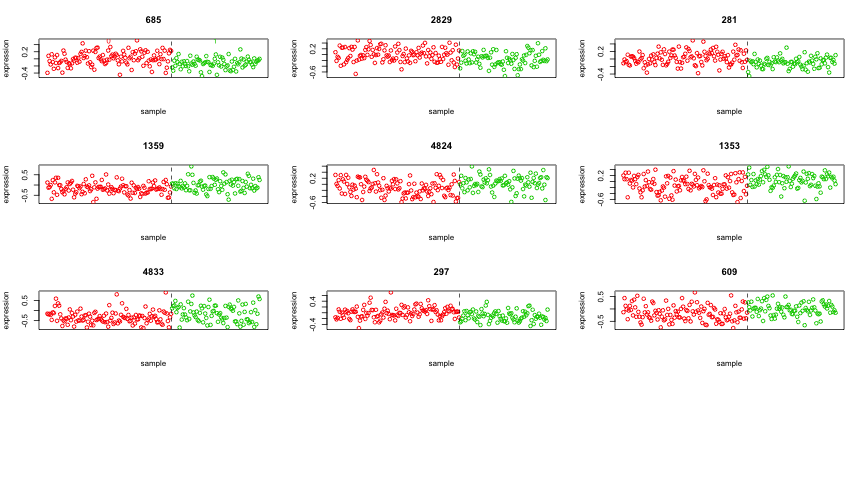 685 2829 281
expression 0.2 -0.4 expression 0.2 -0.6 expression 0.2 -0.4
sample sample sample
1359 4824 1353
expression 0.5 -0.5 expression 0.2 -0.6 expression 0.2 -0.6
sample sample sample
4833 297 609
expression 0.5 -0.5 expression 0.4 -0.4 expression 0.5 -0.5
sample sample sample